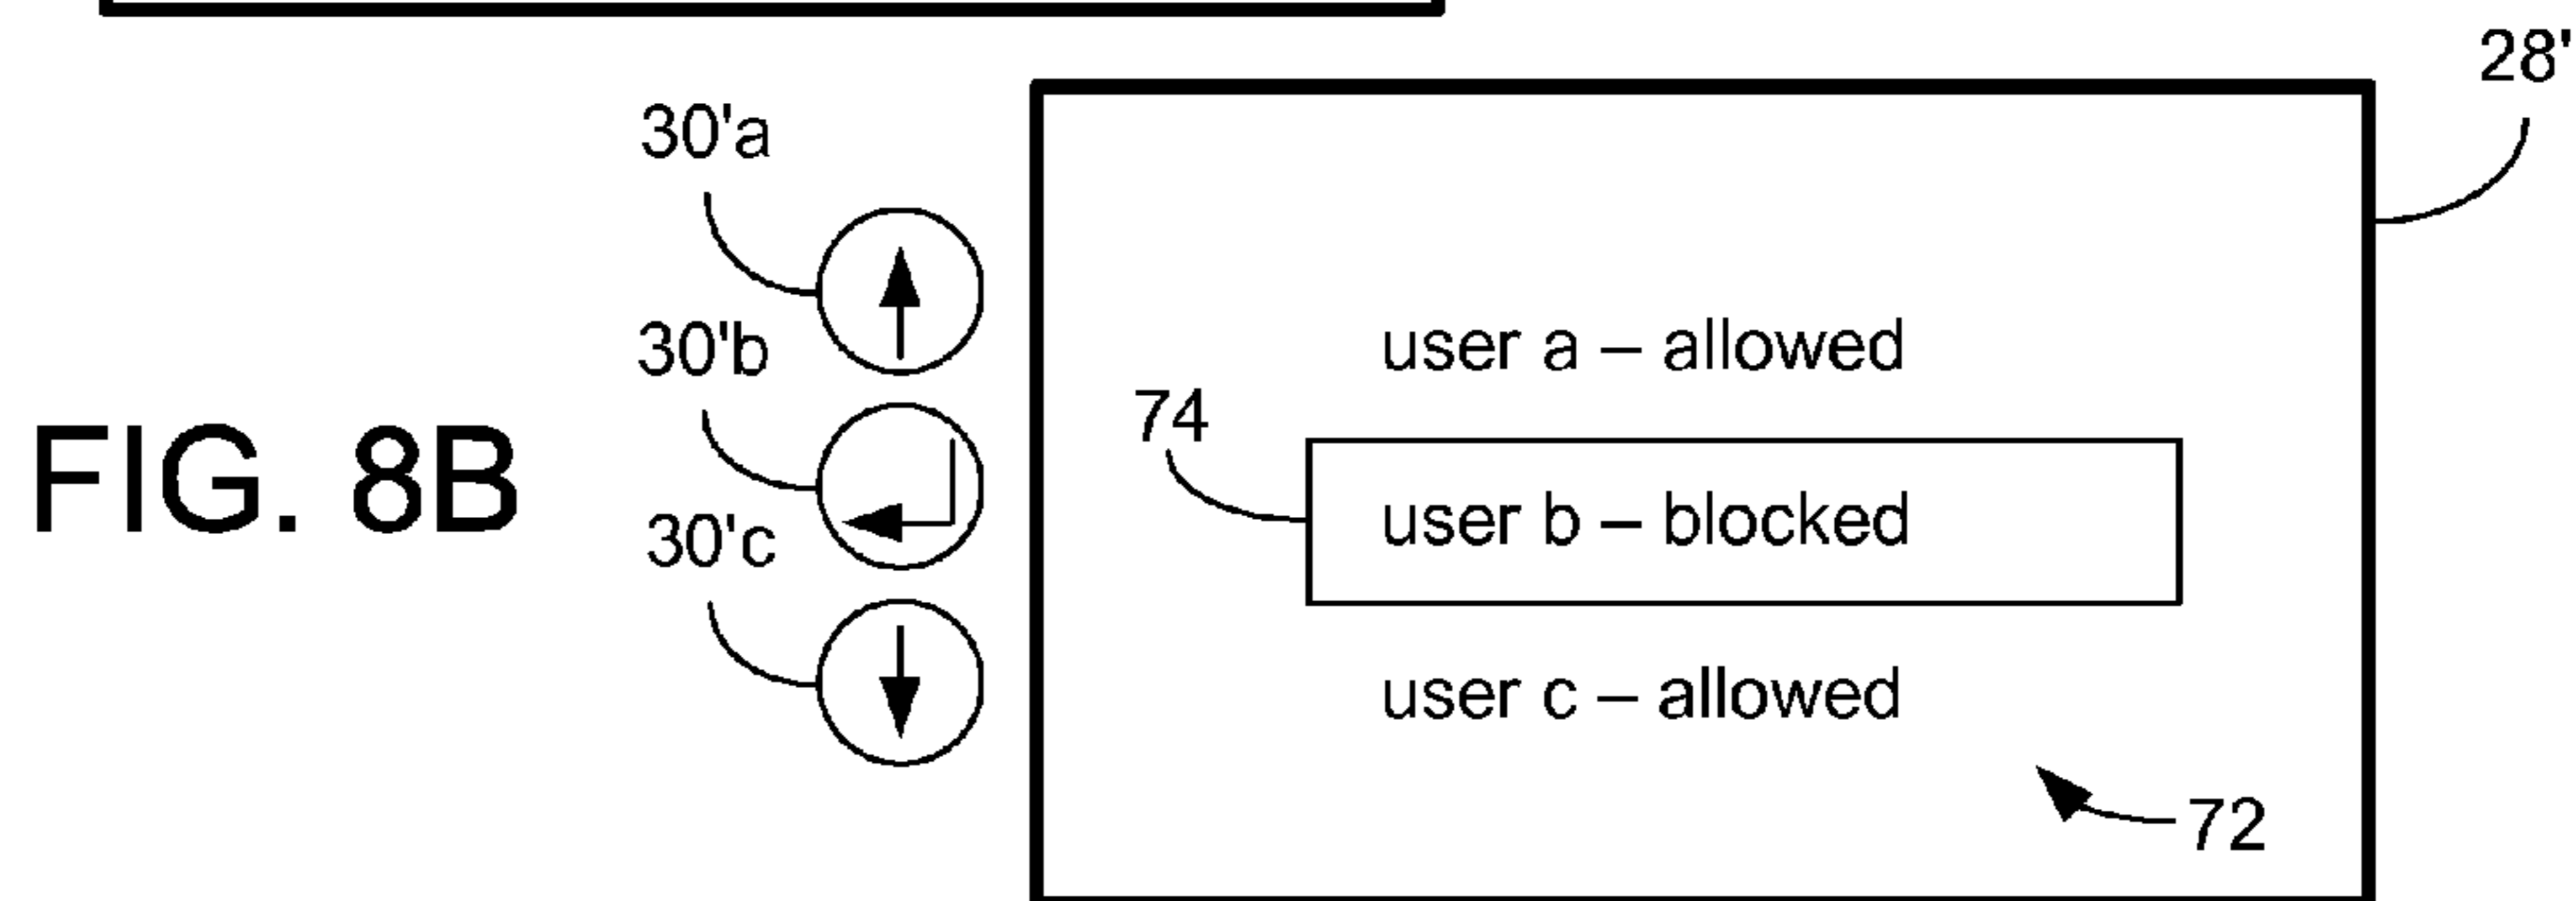 28'
30'a
30'b
user a – allowed
74
FIG. 8B
user b – blocked
30'c
user c – allowed
72